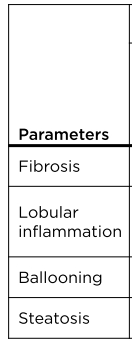 Parameters
Fibrosis
Lobular
inflammation
Ballooning
Steatosis